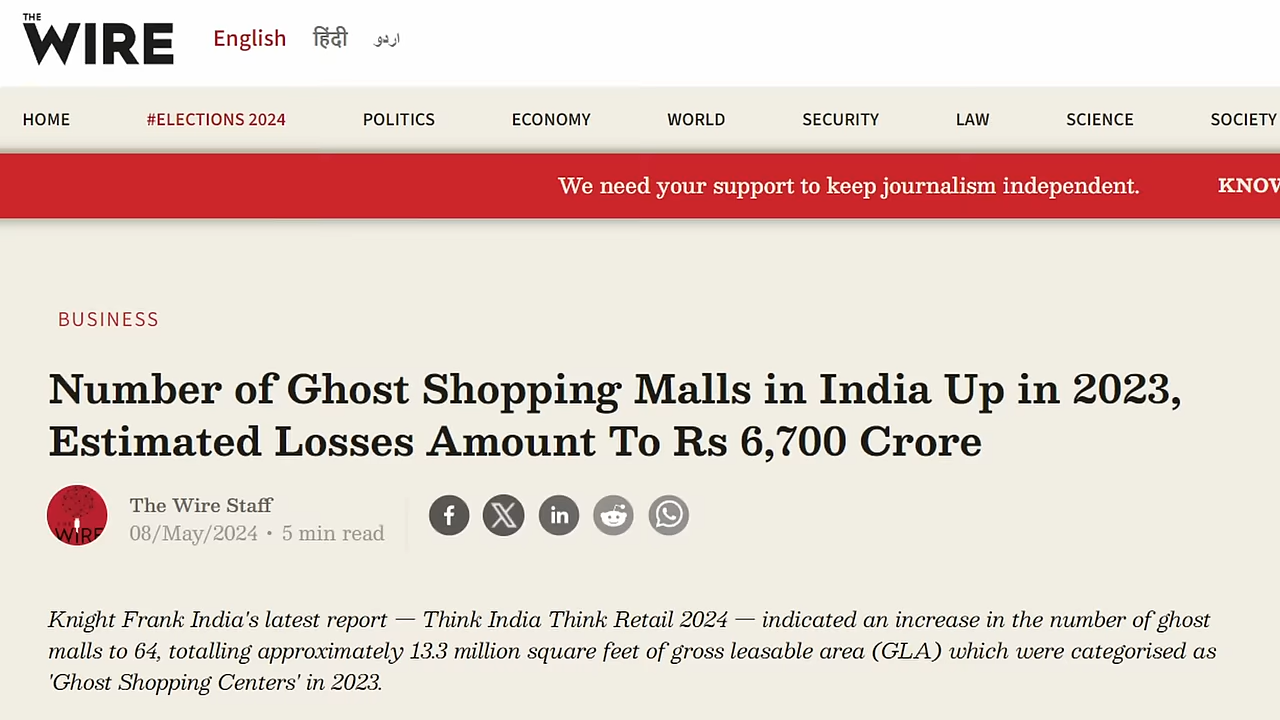 THE
WIRE
English हिंदी اردو
HOME #ELECTIONS 2024 POLITICS ECONOMY WORLD SECURITY LAW SCIENCE SOCIETY
We need your support to keep journalism independent.
BUSINESS
Number of Ghost Shopping Malls in India Up in 2023,
Estimated Losses Amount To Rs 6,700 Crore
WIRE
The Wire Staff
08/May/2024 • 5 min read
Knight Frank India's latest report — Think India Think Retail 2024 — indicated an increase in the number of ghost
malls to 64, totalling approximately 13.3 million square feet of gross leasable area (GLA) which were categorised as
'Ghost Shopping Centers' in 2023.